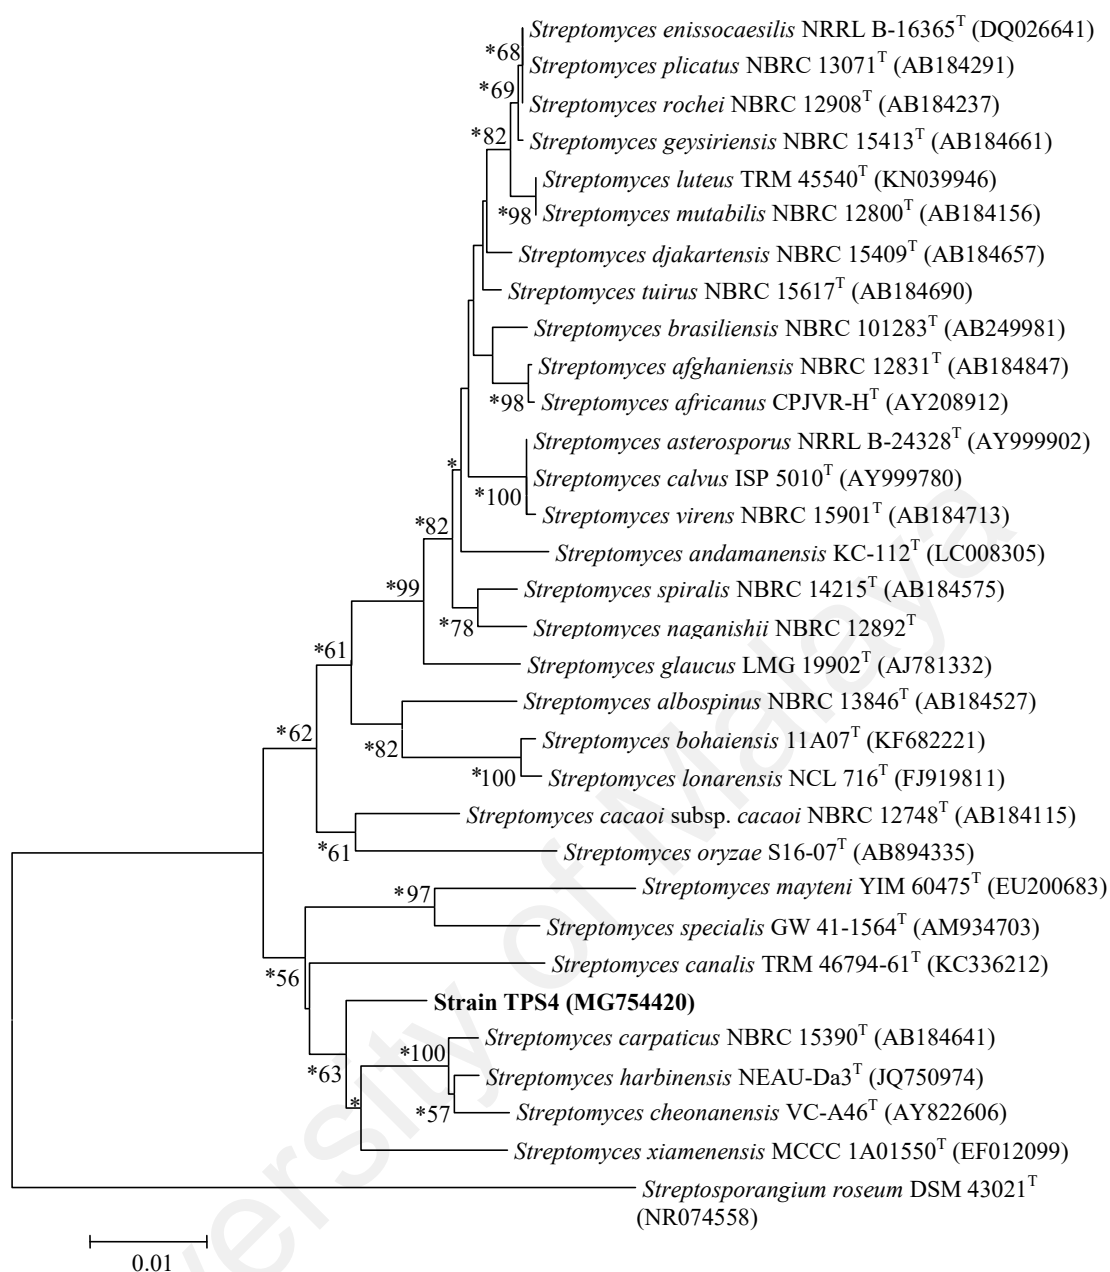 Streptomyces enissocaesilis NRRL B-16365T (DQ026641)
*68
Streptomyces plicatus NBRC 13071T (AB184291)
*69
Streptomyces rochei NBRC 12908T (AB184237)
*82
Streptomyces geysiriensis NBRC 15413T (AB184661)
Streptomyces luteus TRM 45540T (KN039946)
*98
Streptomyces mutabilis NBRC 12800T (AB184156)
Streptomyces djakartensis NBRC 15409T (AB184657)
Streptomyces tuirus NBRC 15617T (AB184690)
Streptomyces brasiliensis NBRC 101283T (AB249981)
Streptomyces afghaniensis NBRC 12831T (AB184847)
*98
Streptomyces africanus CPJVR-HT (AY208912)
Streptomyces asterosporus NRRL B-24328T (AY999902)
*
Streptomyces calvus ISP 5010T (AY999780)
*100
Streptomyces virens NBRC 15901T (AB184713)
*82
Streptomyces andamanensis KC-112T (LC008305)
*99
Streptomyces spiralis NBRC 14215T (AB184575)
*78
Streptomyces naganishii NBRC 12892T
*61
Streptomyces glaucus LMG 19902T (AJ781332)
Streptomyces albospinus NBRC 13846T (AB184527)
*62
*82
Streptomyces bohaiensis 11A07T (KF682221)
*100
Streptomyces lonarensis NCL 716T (FJ919811)
Streptomyces cacaoi subsp. cacaoi NBRC 12748T (AB184115)
*61
Streptomyces oryzae S16-07T (AB894335)
*97
Streptomyces mayteni YIM 60475T (EU200683)
Streptomyces specialis GW 41-1564T (AM934703)
*56
Streptomyces canalis TRM 46794-61T (KC336212)
Strain TPS4 (MG754420)
Streptomyces carpaticus NBRC 15390T (AB184641)
*100
*63
Streptomyces harbinensis NEAU-Da3T (JQ750974)
*
*57
Streptomyces cheonanensis VC-A46T (AY822606)
Streptomyces xiamenensis MCCC 1A01550T (EF012099)
Streptosporangium roseum DSM 43021T
(NR074558)
0.01
versity of Malaya